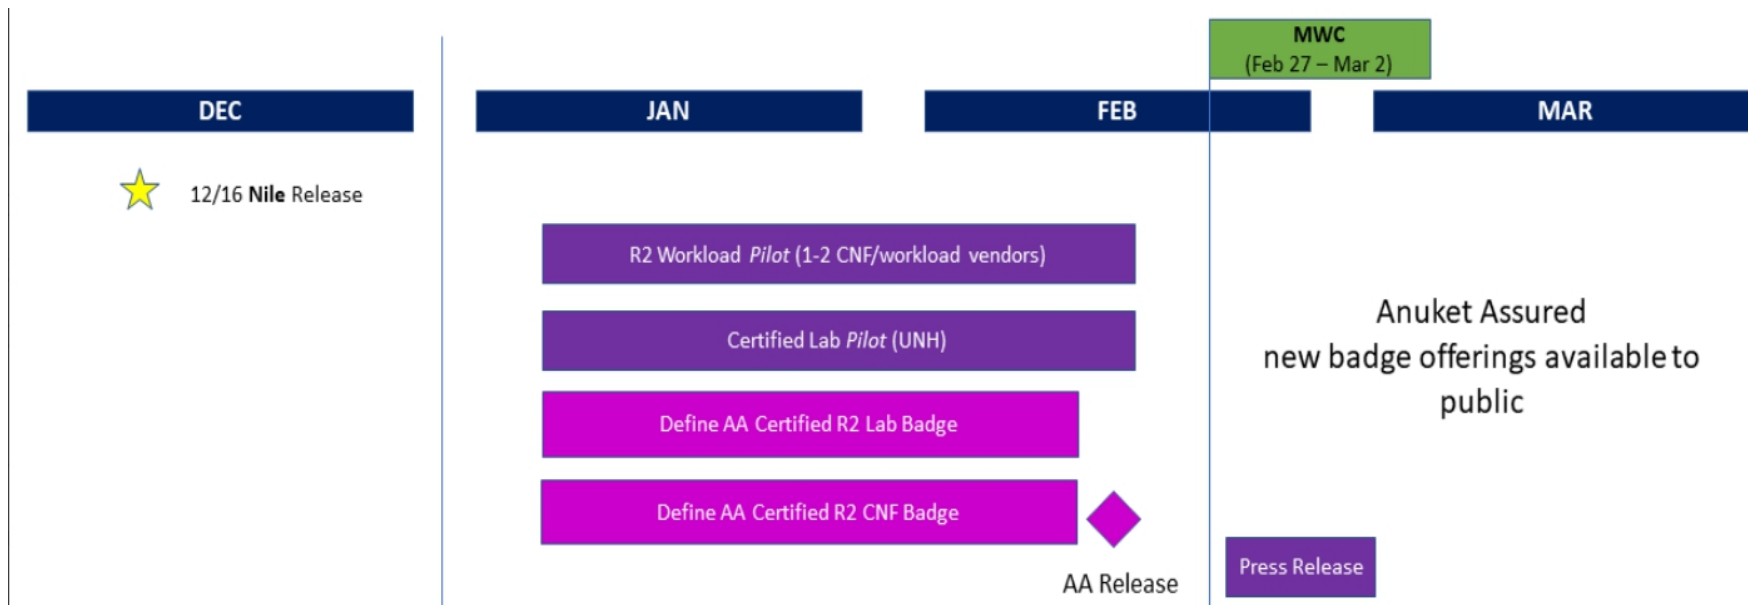 MWC
(Feb 27 – Mar 2)
DEC
JAN
FEB
MAR
12/16 Nile Release
R2 Workload Pilot (1-2 CNF/workload vendors)
Certified Lab Pilot (UNH)
Anuket Assured
new badge offerings available to
public
Define AA Certified R2 Lab Badge
Define AA Certified R2 CNF Badge
AA Release
Press Release